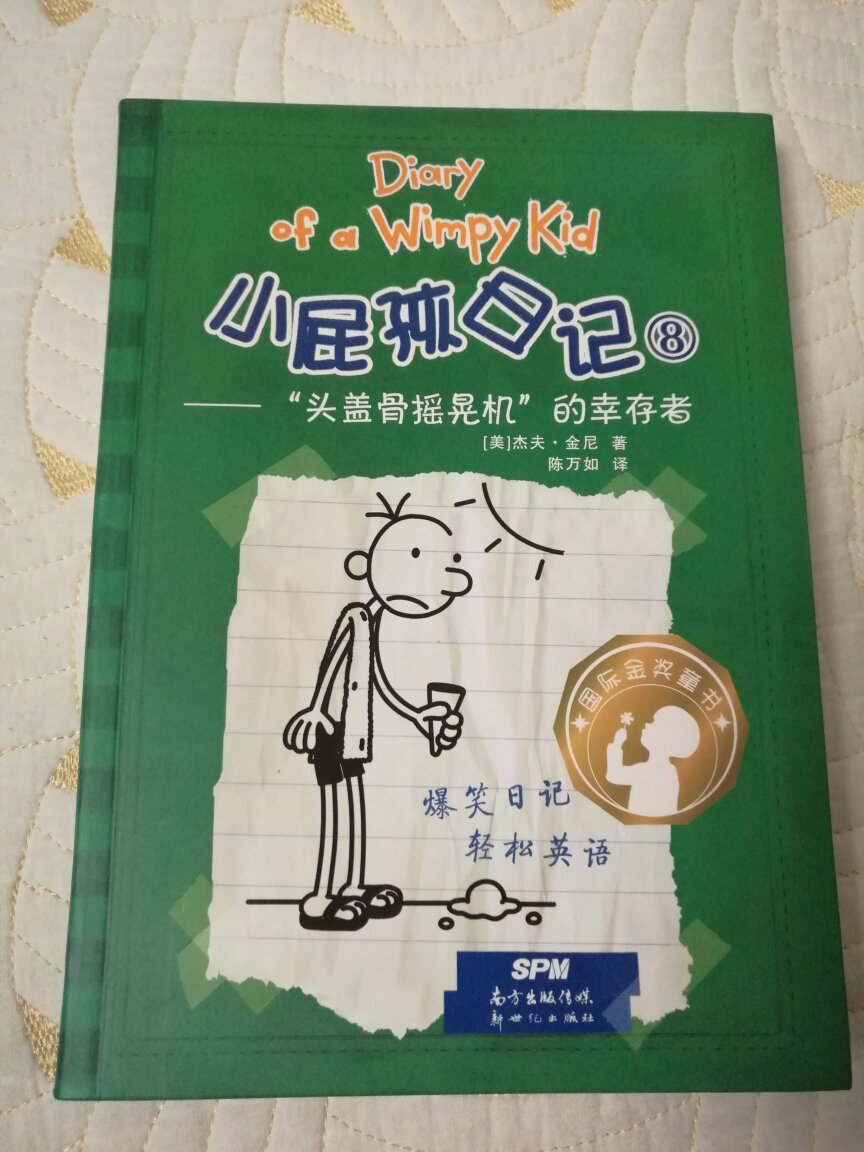 Diary
of a Wimpy Kid
小屁孩日记⑧
——“头盖骨摇晃机”的幸存者
[美]杰夫·金尼 著
陈万如 译
国际金奖童书
爆笑日记
轻松英语
SPM
南方出版传媒
新世纪出版社